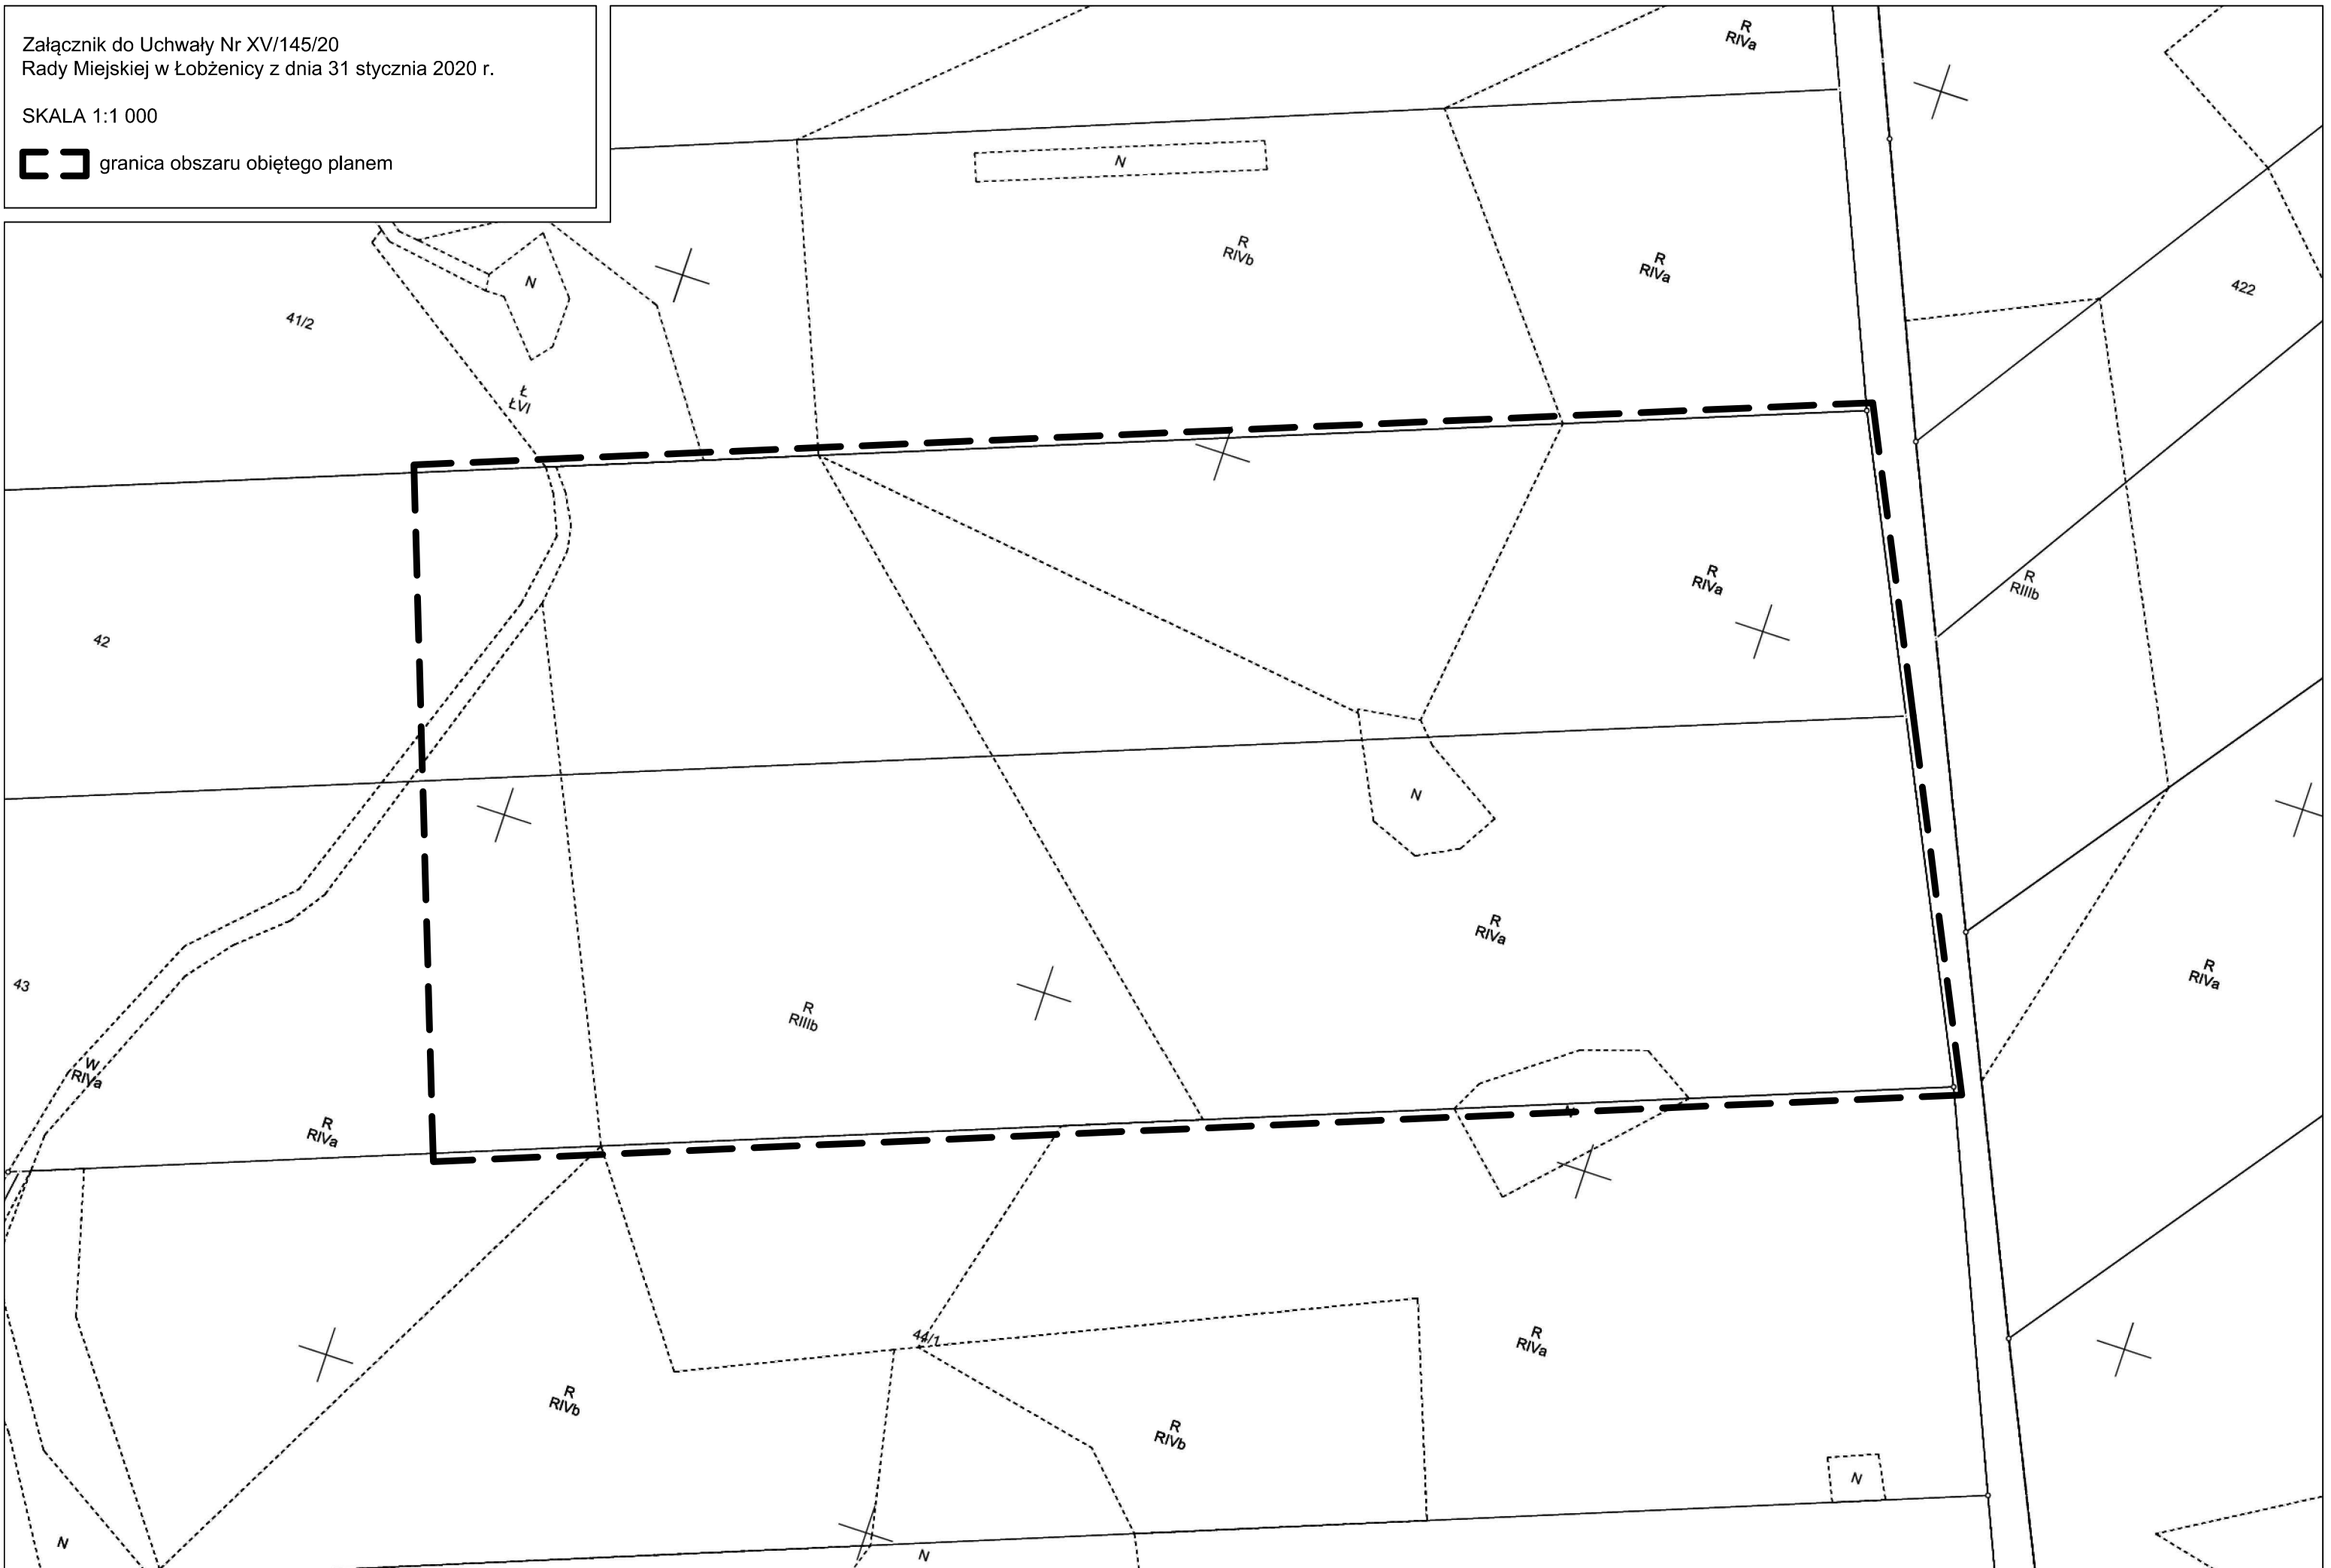 Załącznik do Uchwały Nr XV/145/20
Rady Miejskiej w Łobżenicy z dnia 31 stycznia 2020 r.
SKALA 1:1 000
granica obszaru obiętego planem
R
RIVa
N
R
RIVb
R
RIVa
N
422
41/2
Ł
ŁVI
R
RIVa
R
RIIIb
42
N
R
RIVa
R
RIVa
43
R
RIIIb
W
RIVa
R
RIVa
44/1
R
RIVa
R
RIVb
R
RIVb
N
N
N